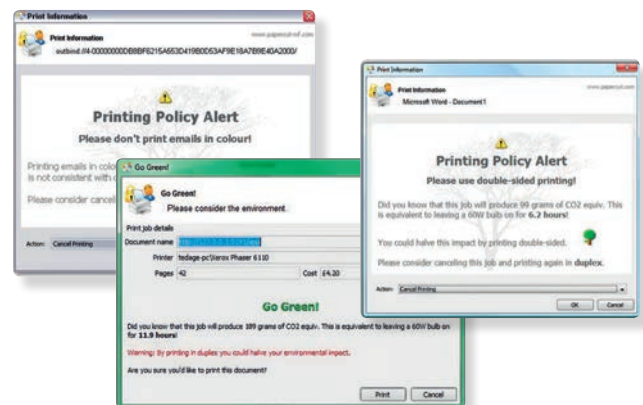 Print Information
Print Information
www.papercut-mf.com
Printing Policy Alert
Please don't print emails in colour!
Printing emails in colo
is not consistent with
Please consider cancel
Action: Cancel Printing
Go Green!
Go Green!
Please consider the environment.
Print job details
Document name
Printer tedage-pc\Xerox Phaser 6110
Pages 42 Cost £4.20
Go Green!
Did you know that this job will produce 189 grams of CO2 equiv. This is equivalent to leaving a 60W bulb on
for 11.9 hours!
Warning: By printing in duplex you could halve your environmental impact.
Are you sure you'd like to print this document?
Print Cancel
Print Information
Print Information
www.papercut-mf.com
Microsoft Word - Document1
Printing Policy Alert
Please use double-sided printing!
Did you know that this job will produce 99 grams of CO2 equiv. This
is equivalent to leaving a 60W bulb on for 6.2 hours!
You could halve this impact by printing double-sided.
Please consider canceling this job and printing again in duplex.
Action: Cancel Printing
OK Cancel